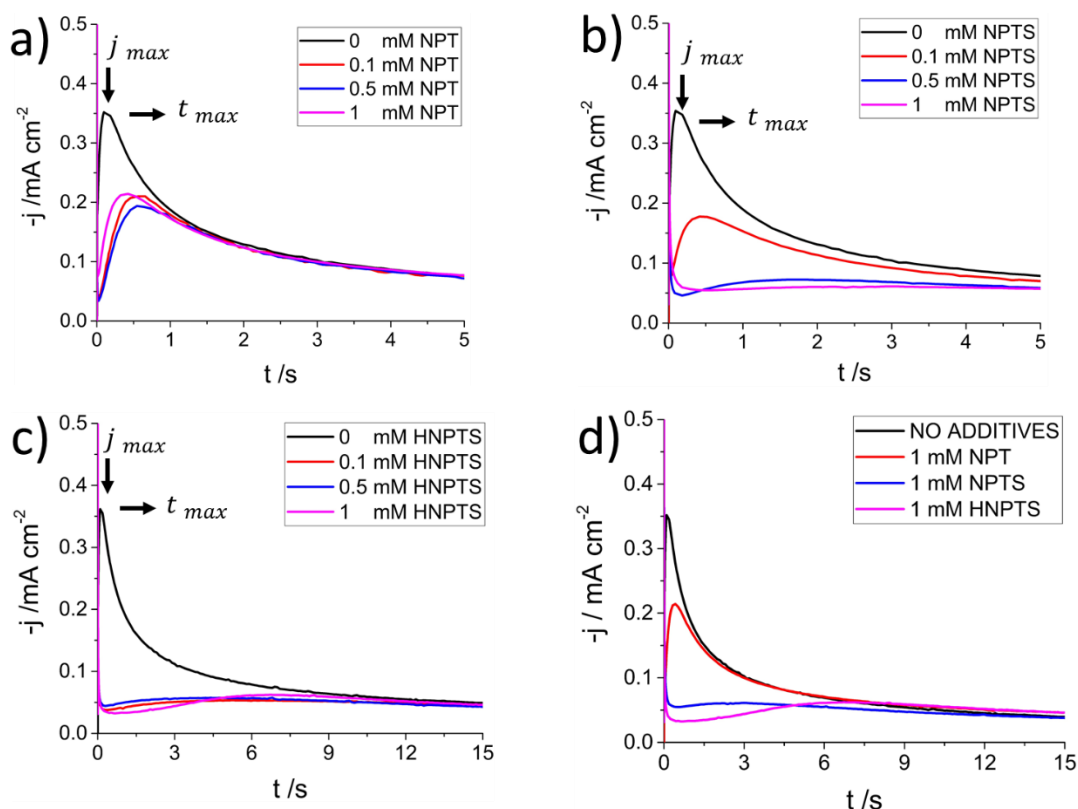 a)
j max
t max
0 mM NPT
0.1 mM NPT
0.5 mM NPT
1 mM NPT
-j /mA cm-2
0.5
0.4
0.3
0.2
0.1
0.0
0 1 2 3 4 5
t /s
b)
j max
t max
0 mM NPTS
0.1 mM NPTS
0.5 mM NPTS
1 mM NPTS
-j /mA cm-2
0.5
0.4
0.3
0.2
0.1
0.0
0 1 2 3 4 5
t /s
c)
j max
t max
0 mM HNPTS
0.1 mM HNPTS
0.5 mM HNPTS
1 mM HNPTS
-j /mA cm-2
0.5
0.4
0.3
0.2
0.1
0.0
0 3 6 9 12 15
t /s
d)
NO ADDITIVES
1 mM NPT
1 mM NPTS
1 mM HNPTS
-j / mA cm-2
0.5
0.4
0.3
0.2
0.1
0.0
0 3 6 9 12 15
t /s